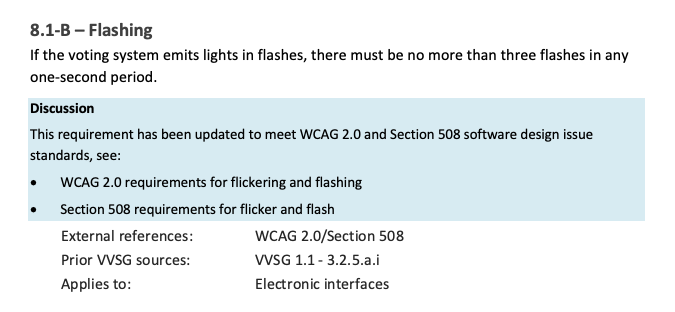 8.1-B – Flashing
If the voting system emits lights in flashes, there must be no more than three flashes in any
one-second period.
Discussion
This requirement has been updated to meet WCAG 2.0 and Section 508 software design issue
standards, see:
• WCAG 2.0 requirements for flickering and flashing
• Section 508 requirements for flicker and flash
External references: WCAG 2.0/Section 508
Prior VVSG sources: VVSG 1.1 - 3.2.5.a.i
Applies to: Electronic interfaces